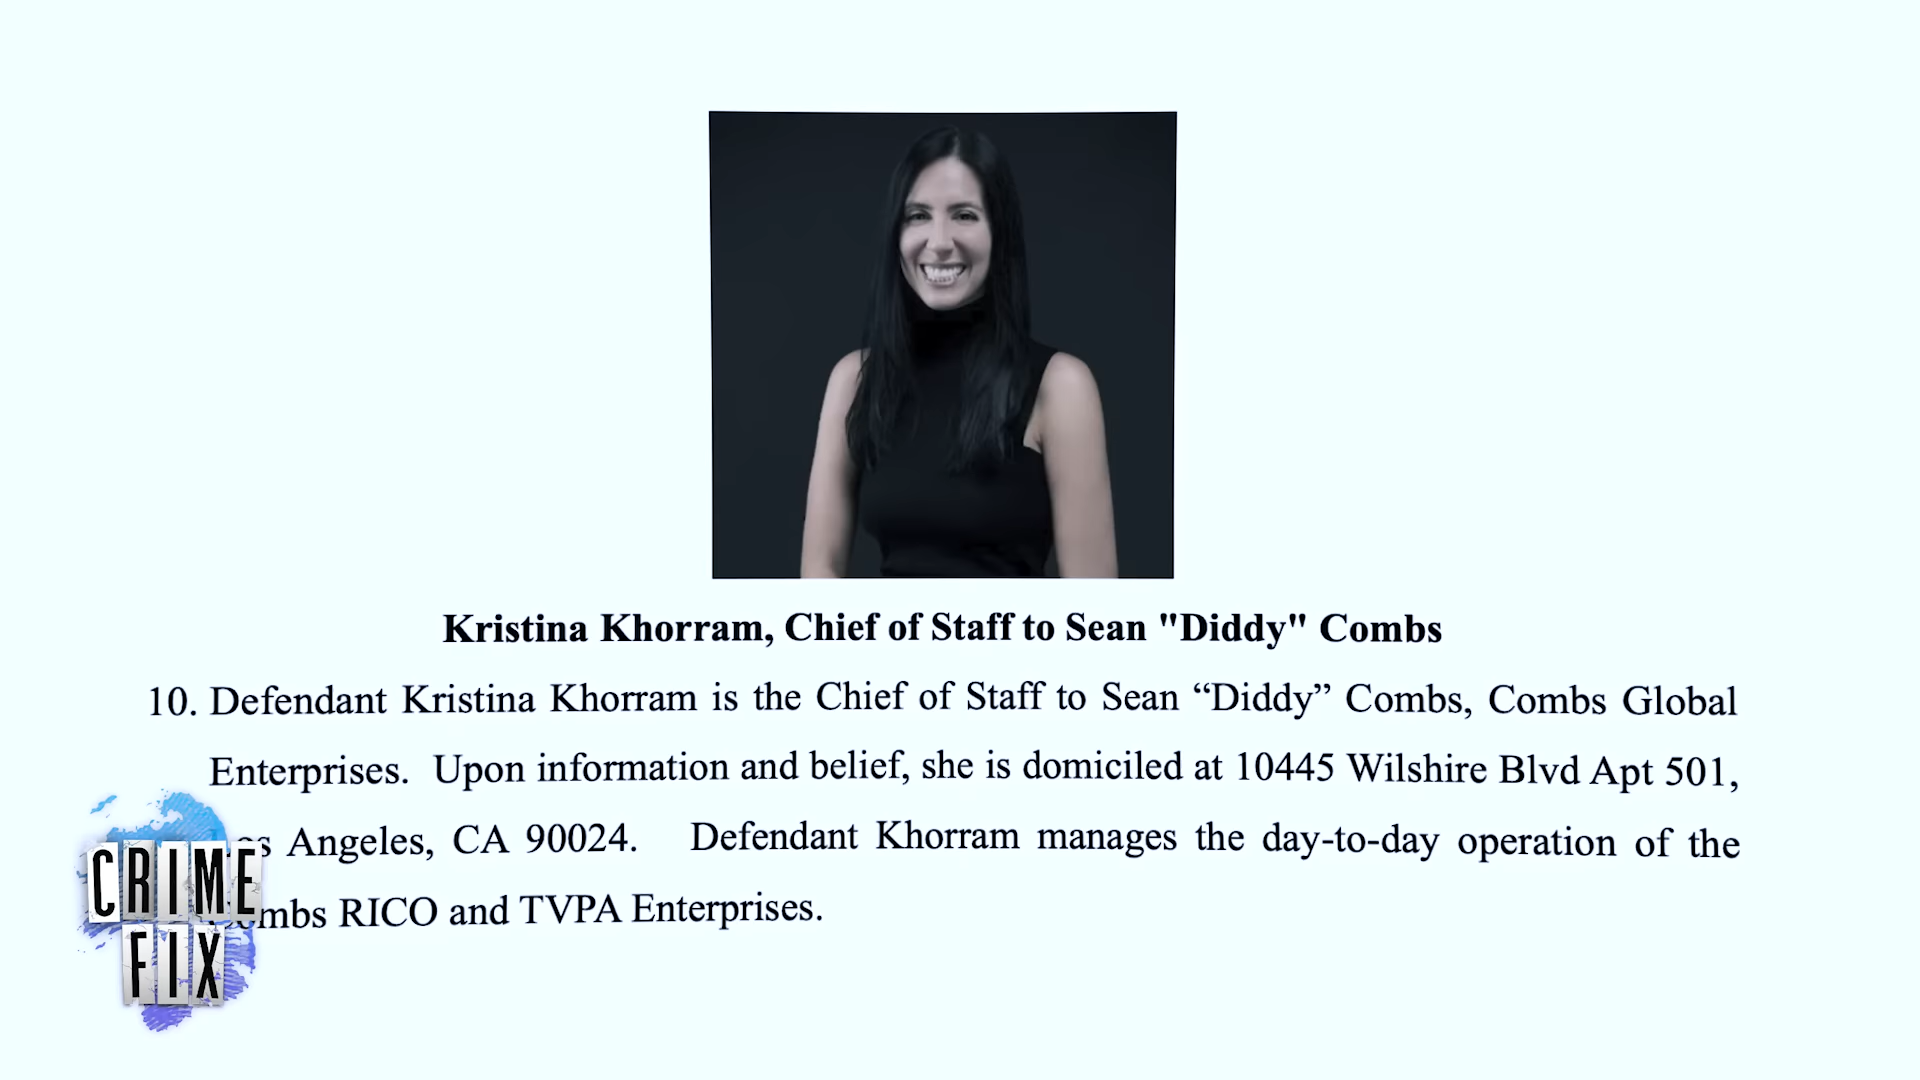 Kristina Khorram, Chief of Staff to Sean "Diddy" Combs
10. Defendant Kristina Khorram is the Chief of Staff to Sean “Diddy” Combs, Combs Global
Enterprises. Upon information and belief, she is domiciled at 10445 Wilshire Blvd Apt 501,
Angeles, CA 90024. Defendant Khorram manages the day-to-day operation of the
RICO and TVPA Enterprises.
CRIME
FIX